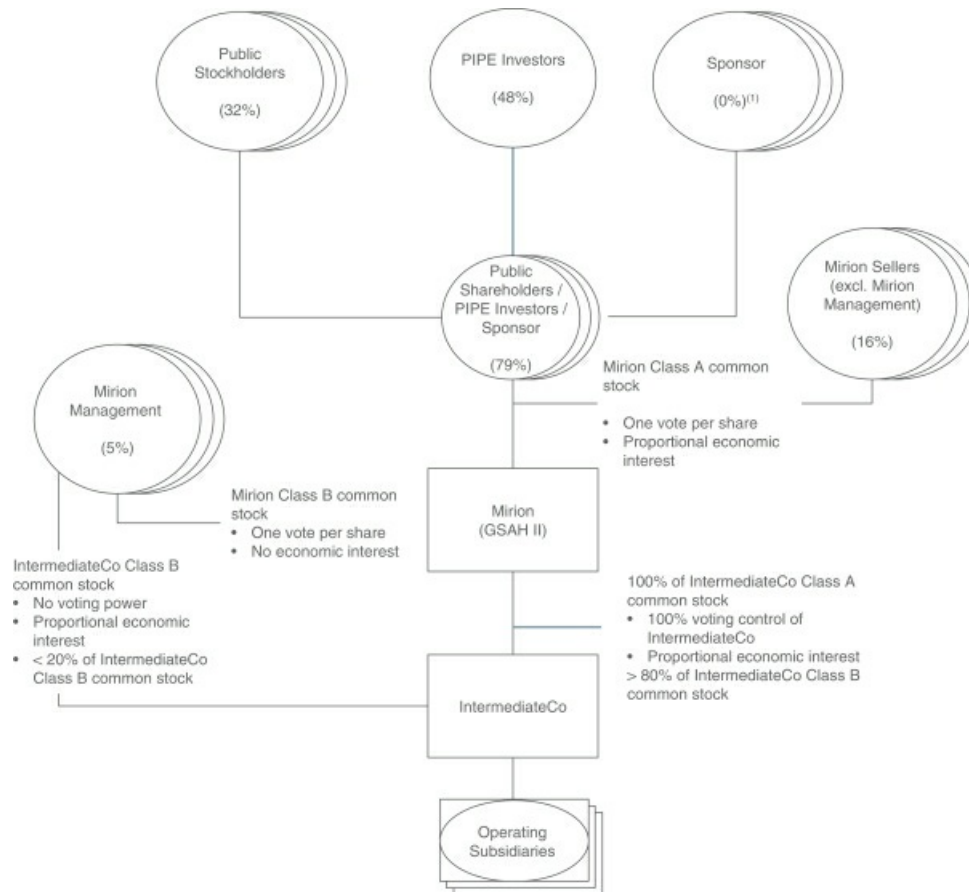 Public
Stockholders
(32%)
PIPE Investors
(48%)
Sponsor
(0%)(1)
Public
Shareholders /
PIPE Investors /
Sponsor
(79%)
Mirion Sellers
(excl. Mirion
Management)
(16%)
Mirion
Management
(5%)
Mirion Class A common
stock
• One vote per share
• Proportional economic
interest
Mirion Class B common
stock
• One vote per share
• No economic interest
Mirion
(GSAH II)
IntermediateCo Class B
common stock
• No voting power
• Proportional economic
interest
• < 20% of IntermediateCo
Class B common stock
100% of IntermediateCo Class A
common stock
• 100% voting control of
IntermediateCo
• Proportional economic interest
> 80% of IntermediateCo Class B
common stock
IntermediateCo
Operating
Subsidiaries